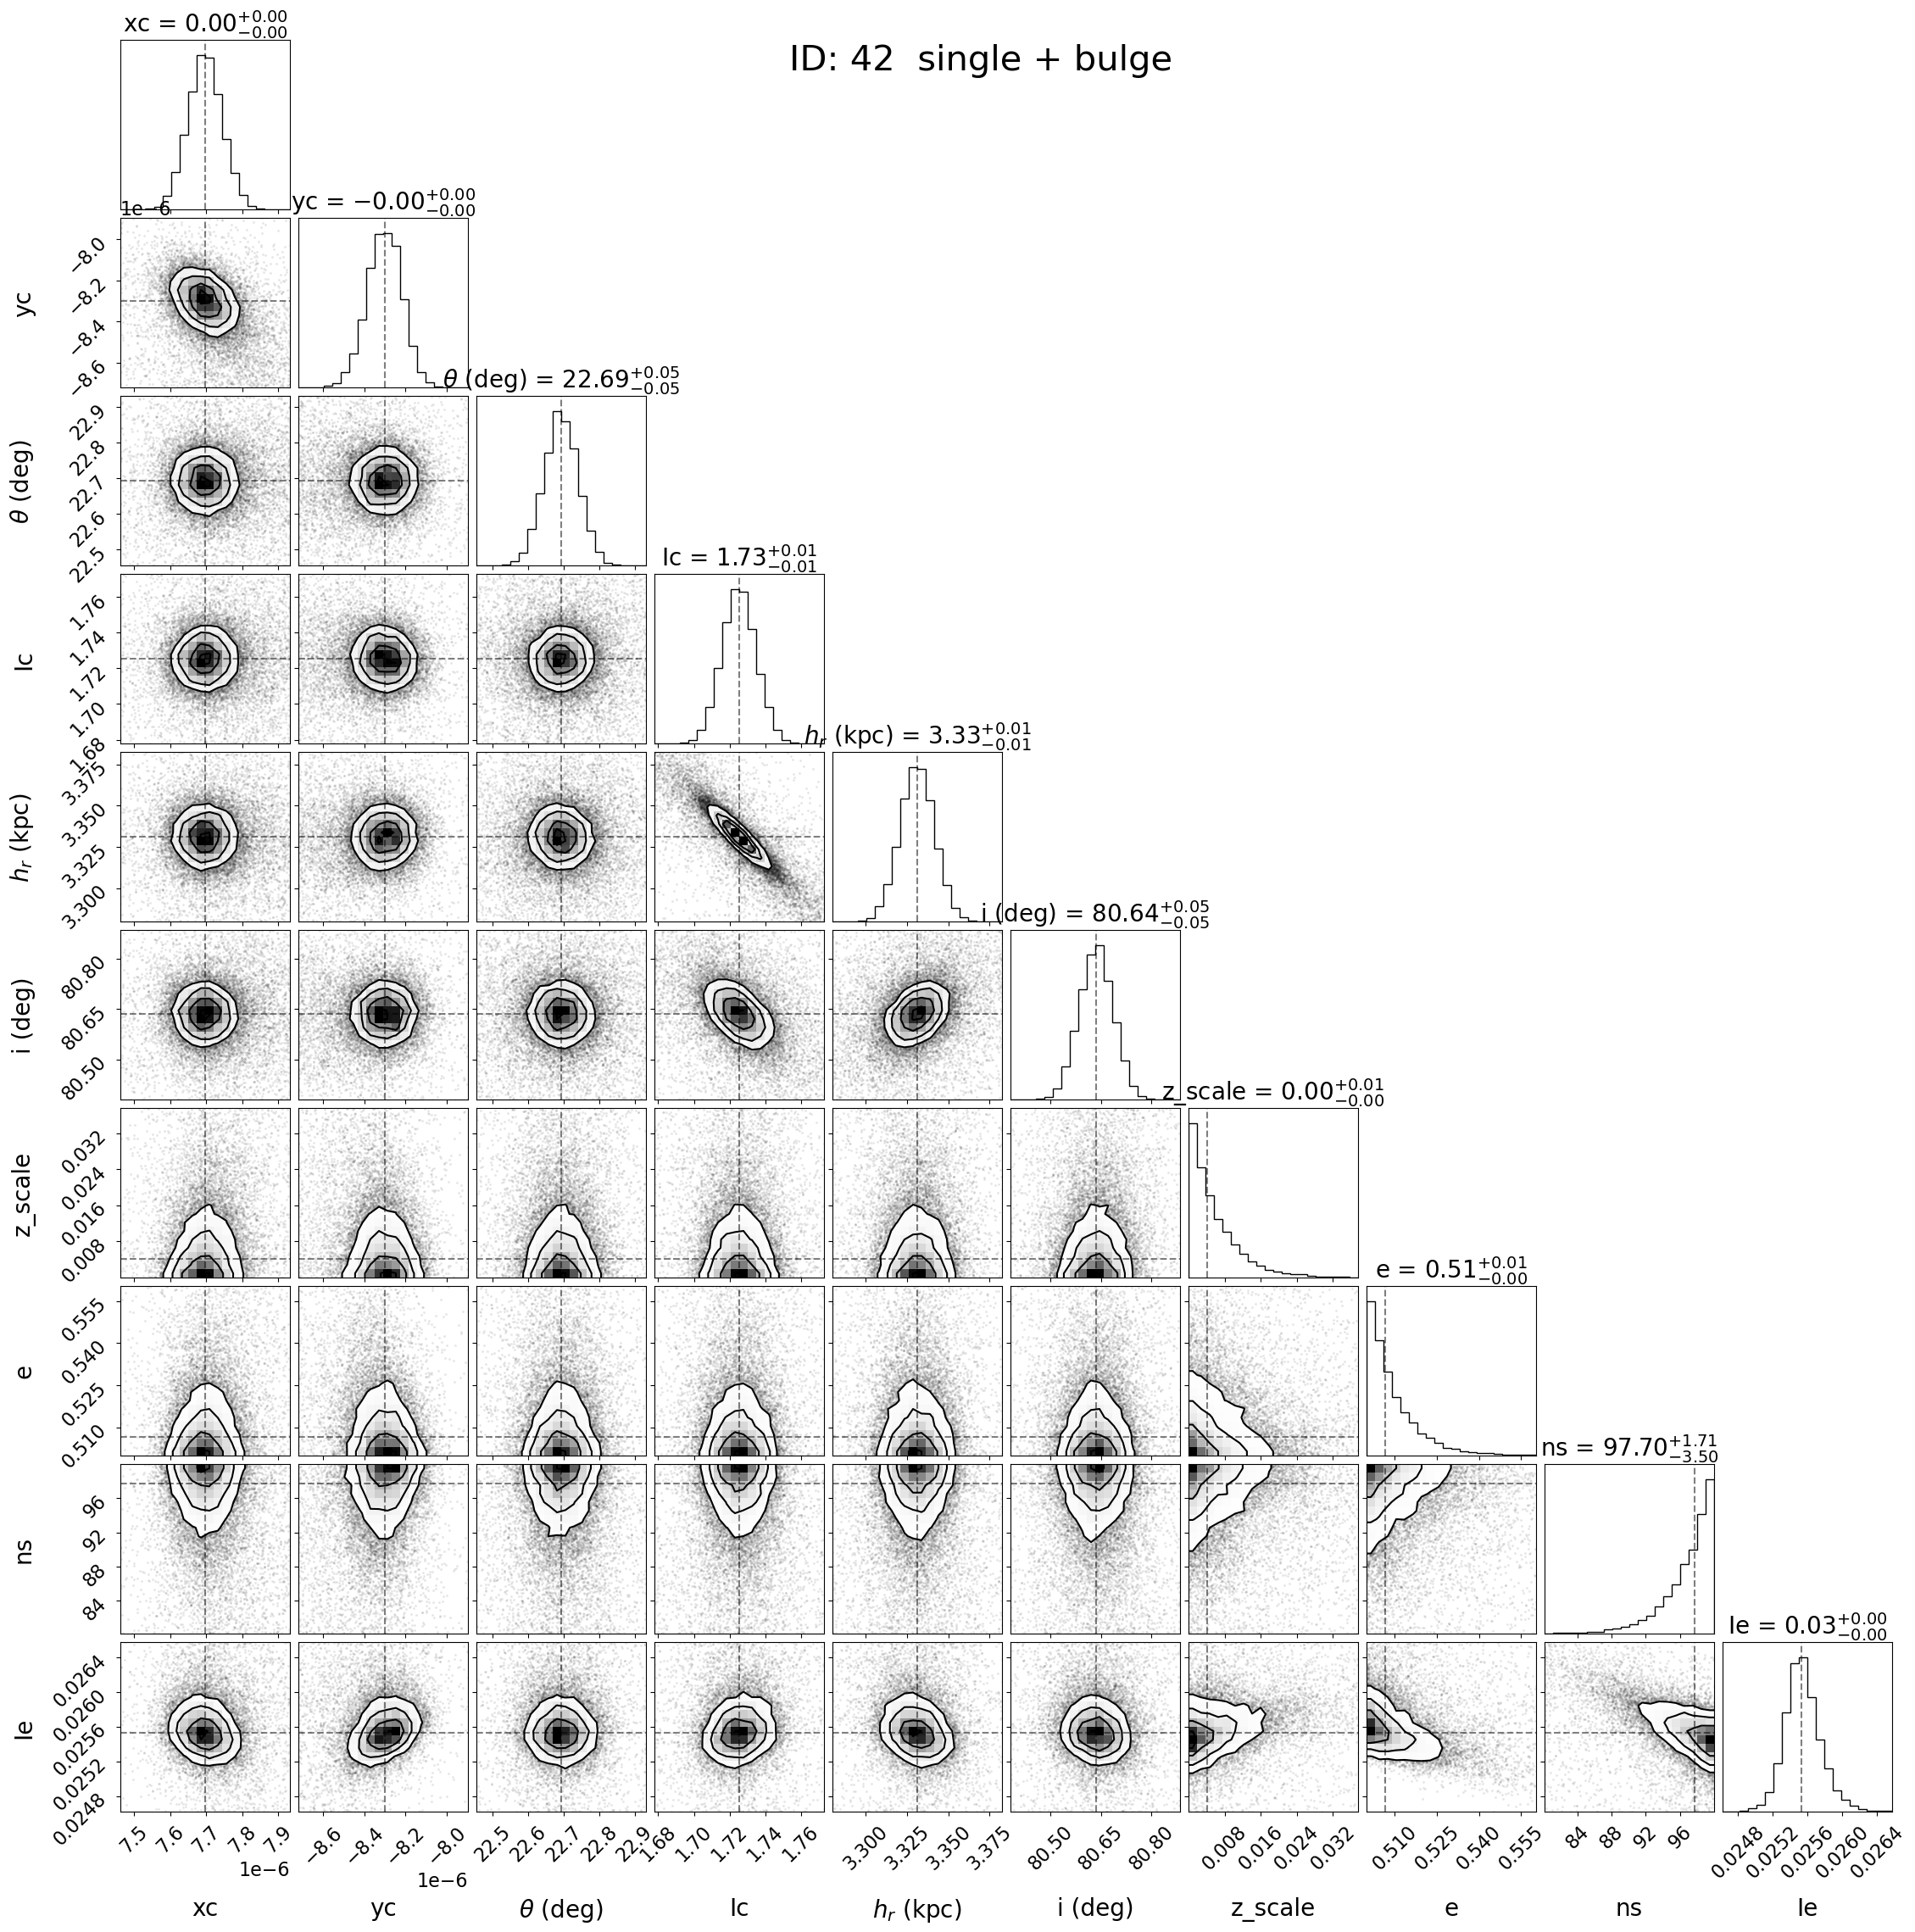 ID: 42  single + bulge
xc = 0.00+0.00−0.00
1e−6
yc = −0.00+0.00−0.00
yc
−8.0
−8.2
−8.4
−8.6
θ (deg) = 22.69+0.05−0.05
θ (deg)
22.9
22.8
22.7
22.6
22.5
Ic = 1.73+0.01−0.01
Ic
1.76
1.74
1.72
1.70
1.68
hr (kpc) = 3.33+0.01−0.01
hr (kpc)
3.375
3.350
3.325
3.300
i (deg) = 80.64+0.05−0.05
i (deg)
80.80
80.65
80.50
z_scale = 0.00+0.01−0.00
z_scale
0.032
0.024
0.016
0.008
e = 0.51+0.01−0.00
e
0.555
0.540
0.525
0.510
ns = 97.70+1.71−3.50
ns
96
92
88
84
Ie = 0.03+0.00−0.00
Ie
0.0264
0.0260
0.0256
0.0252
0.0248
7.5 7.6 7.7 7.8 7.9 −8.6 −8.4 −8.2 −8.0 22.5 22.6 22.7 22.8 22.9 1.68 1.70 1.72 1.74 1.76 3.300 3.325 3.350 3.375 80.50 80.65 80.80 0.008 0.016 0.024 0.032 0.510 0.525 0.540 0.555 84 88 92 96 0.0248 0.0252 0.0256 0.0260 0.0264
1e−6 1e−6
xc yc θ (deg) Ic hr (kpc) i (deg) z_scale e ns Ie